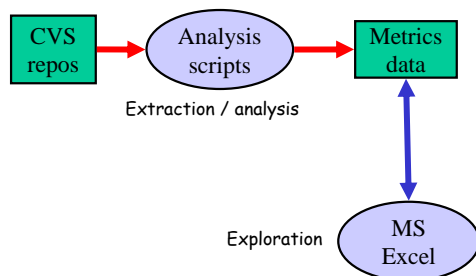 CVS
repos
Analysis
scripts
Metrics
data
Extraction / analysis
Exploration
MS
Excel